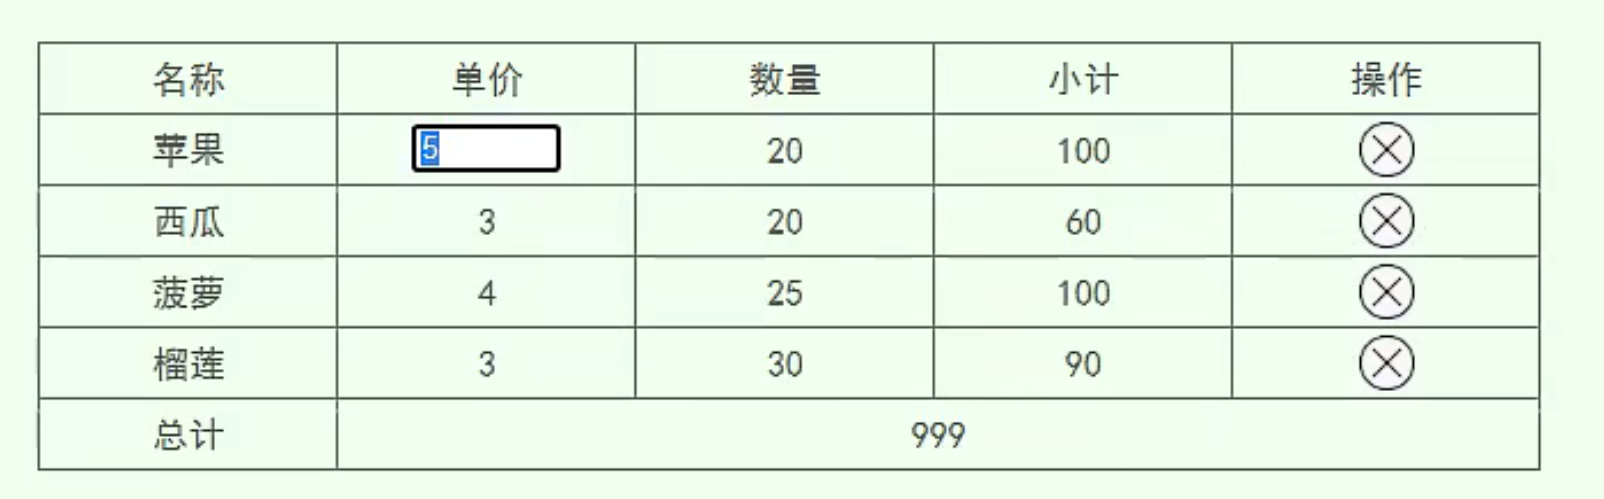 名称 单价 数量 小计 操作
苹果 5 20 100
西瓜 3 20 60
菠萝 4 25 100
榴莲 3 30 90
总计 999